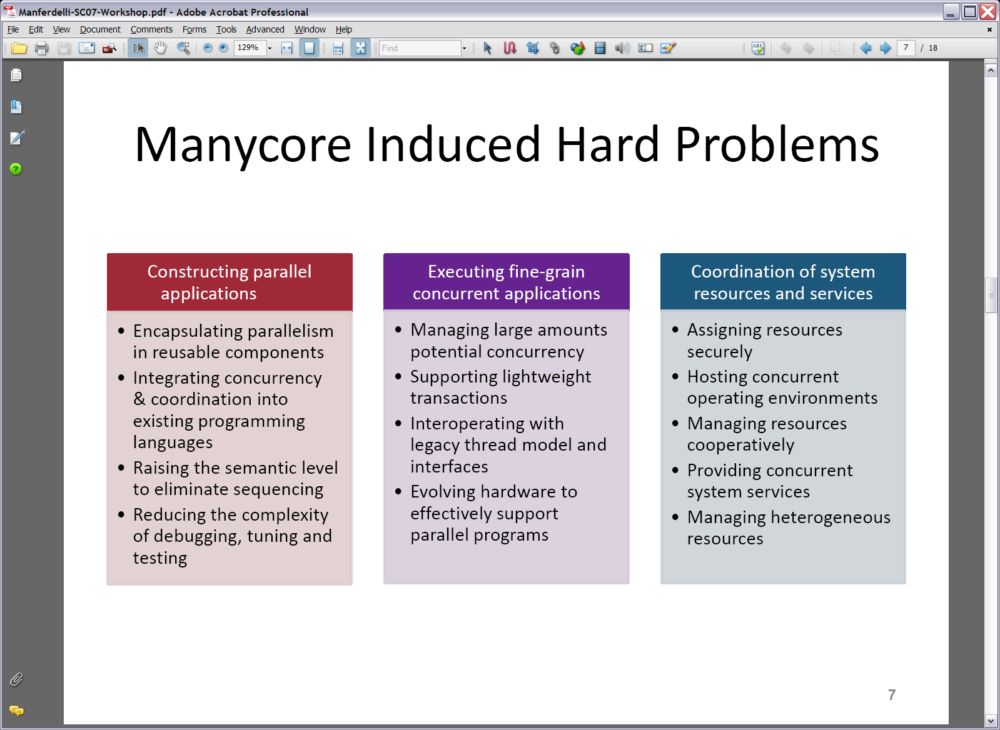 Manferdelli-SC07-Workshop.pdf - Adobe Acrobat Professional
File Edit View Document Comments Forms Tools Advanced Window Help
129% Find 7 / 18
Manycore Induced Hard Problems
Constructing parallel
applications
• Encapsulating parallelism
in reusable components
• Integrating concurrency
& coordination into
existing programming
languages
• Raising the semantic level
to eliminate sequencing
• Reducing the complexity
of debugging, tuning and
testing
Executing fine-grain
concurrent applications
• Managing large amounts
potential concurrency
• Supporting lightweight
transactions
• Interoperating with
legacy thread model and
interfaces
• Evolving hardware to
effectively support
parallel programs
Coordination of system
resources and services
• Assigning resources
securely
• Hosting concurrent
operating environments
• Managing resources
cooperatively
• Providing concurrent
system services
• Managing heterogeneous
resources
7